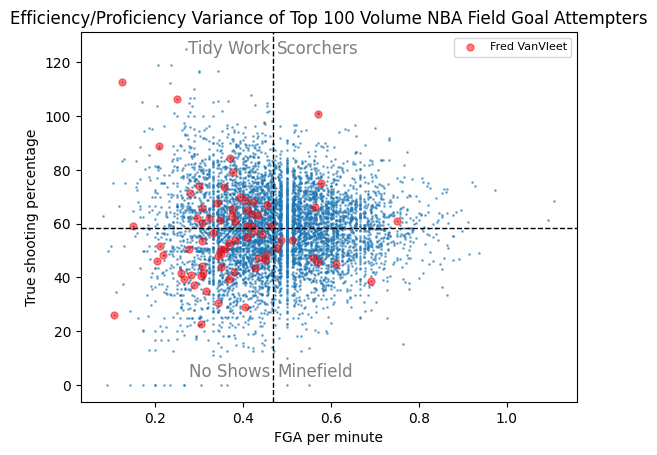 Efficiency/Proficiency Variance of Top 100 Volume NBA Field Goal Attempters
Tidy Work Scorchers
Fred VanVleet
120
100
80
60
40
20
0
True shooting percentage
No Shows Minefield
0.2 0.4 0.6 0.8 1.0
FGA per minute